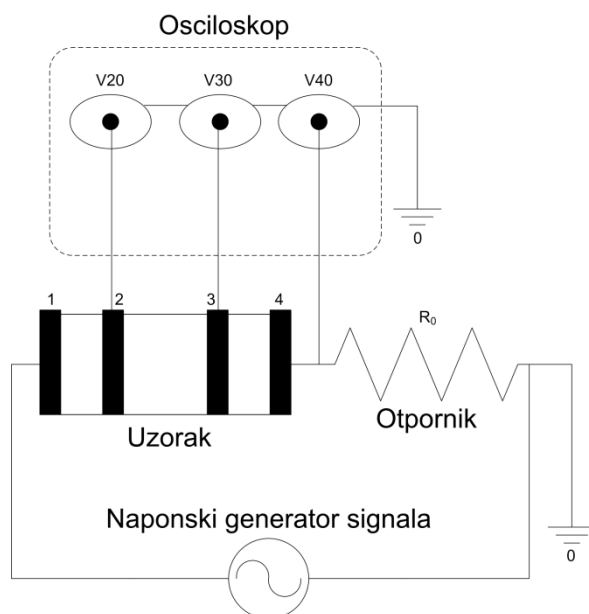 Osciloskop
V20 V30 V40
0
1 2 3 4
R₀
Uzorak
Otpornik
Naponski generator signala
0